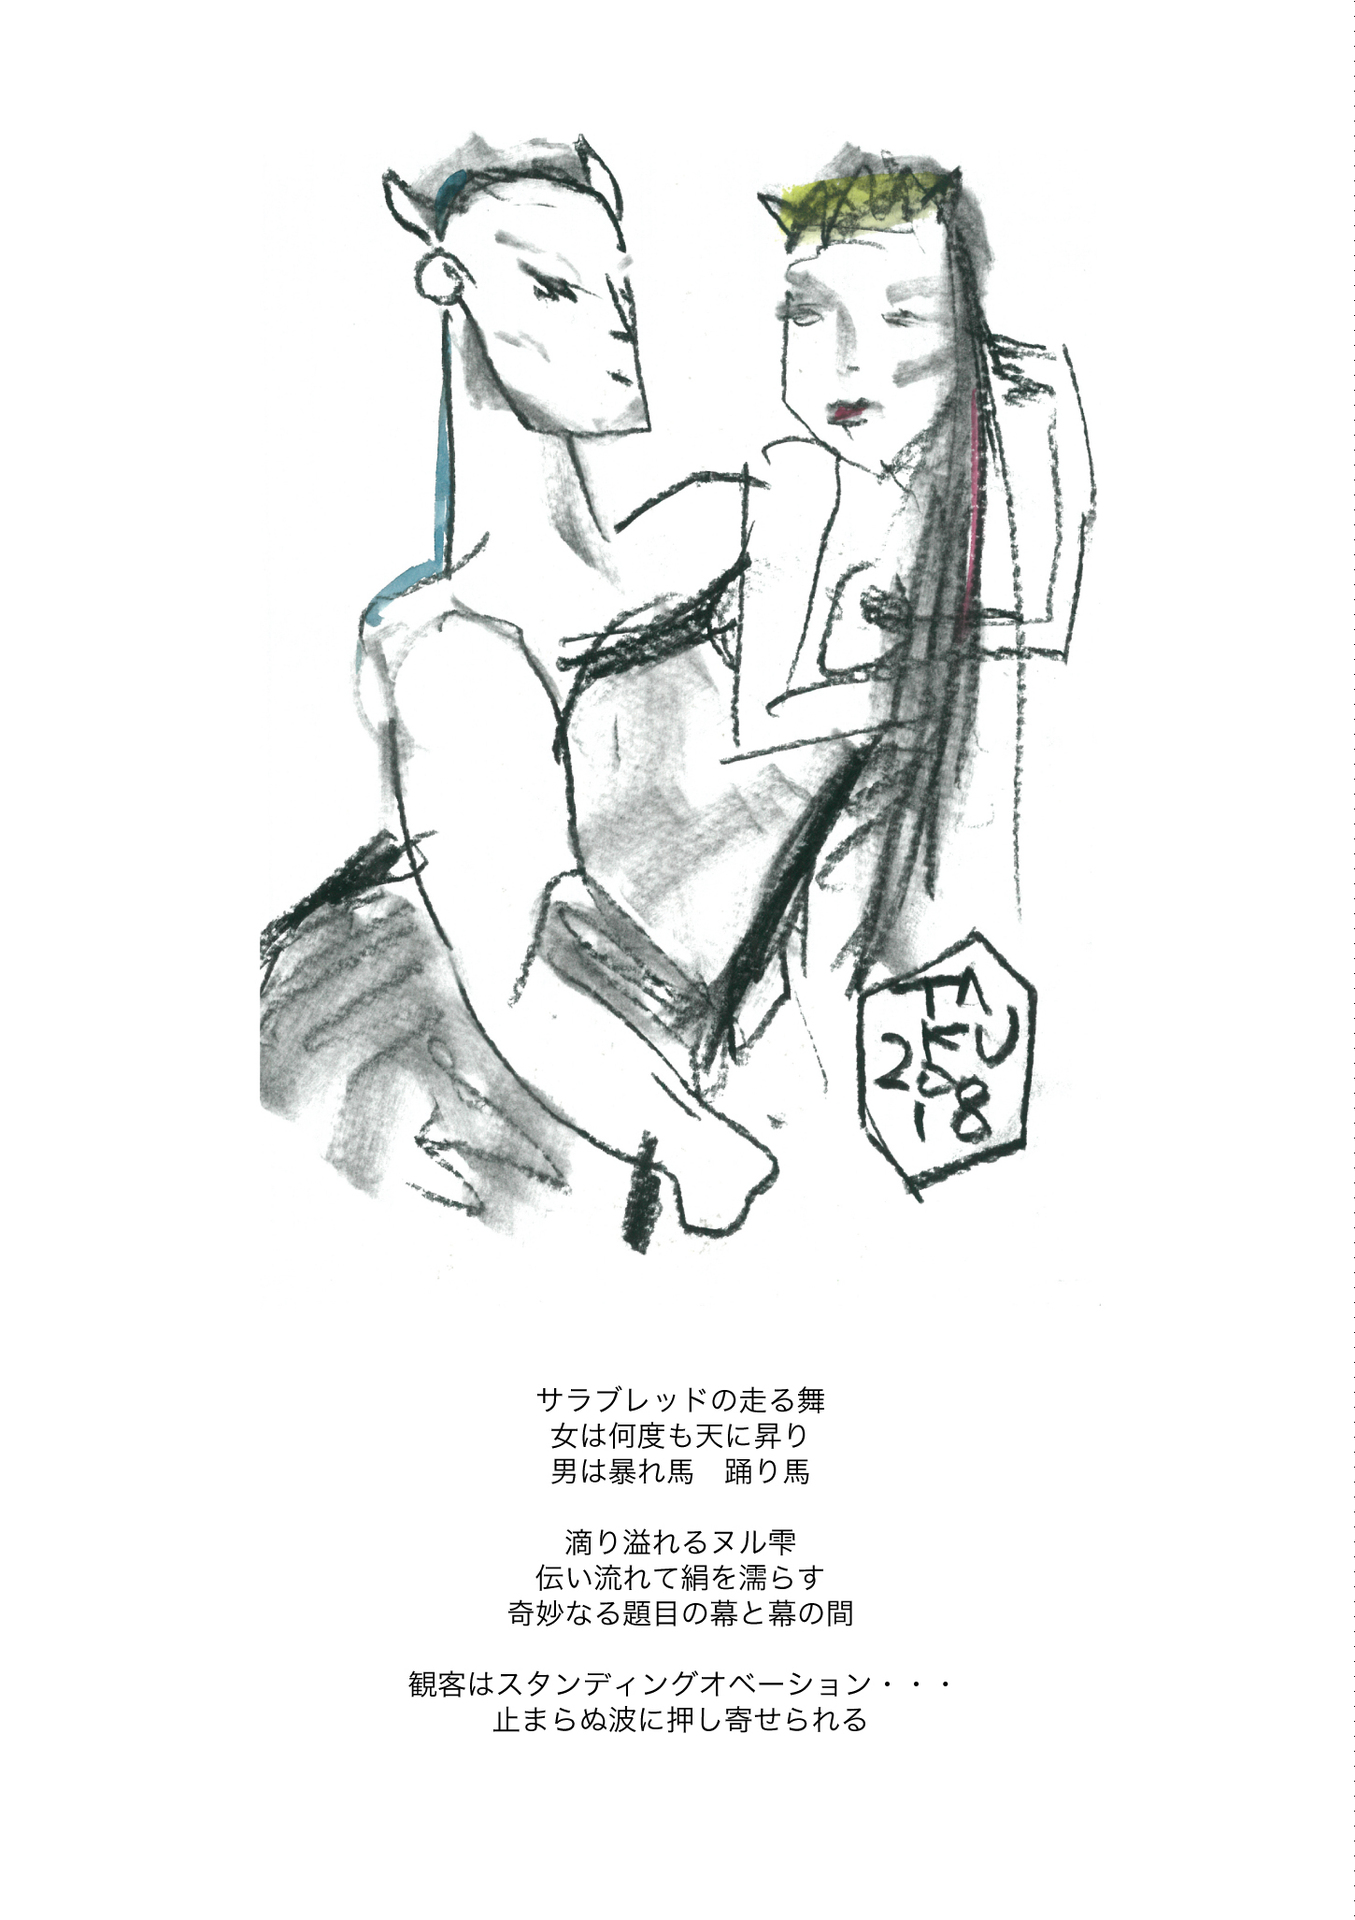 TA
KU
20
18
サラブレッドの走る舞
女は何度も天に昇り
男は暴れ馬　踊り馬
滴り溢れるヌル雫
伝い流れて絹を濡らす
奇妙なる題目の幕と幕の間
観客はスタンディングオベーション・・・
止まらぬ波に押し寄せられる